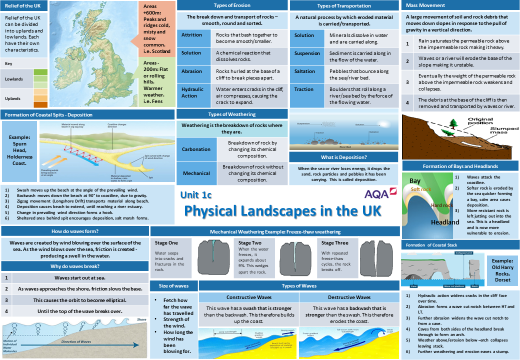 Relief of the UK
Relief of the UK
can be divided
into uplands and
lowlands. Each
have their own
characteristics.
Key
Lowlands
Uplands
Areas
+600m:
Peaks and
ridges cold,
misty and
snow
common.
i.e. Scotland
Areas -
200m: Flat
or rolling
hills.
Warmer
weather.
i.e. Fens
Types of Erosion
The break down and transport of rocks –
smooth, round and sorted.
Attrition
Rocks that bash together to
become smooth/smaller.
Solution
A chemical reaction that
dissolves rocks.
Abrasion
Rocks hurled at the base of a
cliff to break pieces apart.
Hydraulic
Action
Water enters cracks in the cliff,
air compresses, causing the
crack to expand.
Types of Transportation
A natural process by which eroded material
is carried/transported.
Solution
Minerals dissolve in water
and are carried along.
Suspension
Sediment is carried along
in the flow of the water.
Saltation
Pebbles that bounce along
the sea/river bed.
Traction
Boulders that roll along a
river/sea bed by the force of
the flowing water.
Mass Movement
A large movement of soil and rock debris that
moves down slopes in response to the pull
of gravity in a vertical direction.
1
Rain saturates the permeable rock above
the impermeable rock making it heavy.
2
Waves or a river will erode the base of the
slope making it unstable.
3
Eventually the weight of the permeable rock
above the impermeable rock weakens and
collapses.
4
The debris at the base of the cliff is then
removed and transported by waves or river.
Original
position
Slumped
mass
Formation of Coastal Spits - Deposition
Example:
Spurn
Head,
Holderness
Coast.
1) Swash moves up the beach at the angle of the prevailing wind.
2) Backwash moves down the beach at 90° to coastline, due to gravity.
3) Zigzag movement (Longshore Drift) transports material along beach.
4) Deposition causes beach to extend, until reaching a river estuary.
5) Change in prevailing wind direction forms a hook.
6) Sheltered area behind spit encourages deposition, salt marsh forms.
Types of Weathering
Weathering is the breakdown of rocks where
they are.
Carbonation
Breakdown of rock by
changing its chemical
composition.
Mechanical
Breakdown of rock without
changing its chemical
composition.
What is Deposition?
When the sea or river loses energy, it drops the
sand, rock particles and pebbles it has been
carrying. This is called deposition.
Unit 1c
AQA
Physical Landscapes in the UK
Formation of Bays and Headlands
Bay
Soft rock
Hard rock
Headland
1) Waves attack the
coastline.
2) Softer rock is eroded by
the sea quicker forming
a bay, calm area cases
deposition.
3) More resistant rock is
left jutting out into the
sea. This is a headland
and is now more
vulnerable to erosion.
How do waves form?
Waves are created by wind blowing over the surface of the
sea. As the wind blows over the sea, friction is created -
producing a swell in the water.
Why do waves break?
1
Waves start out at sea.
2
As waves approaches the shore, friction slows the base.
3
This causes the orbit to become elliptical.
4
Until the top of the wave breaks over.
Mechanical Weathering Example: Freeze-thaw weathering
Stage One
Water seeps
into cracks and
fractures in the
rock.
Stage Two
When the water
freezes, it
expands about
9%. This wedges
apart the rock.
Stage Three
With repeated
freeze-thaw
cycles, the rock
breaks off.
Size of waves
• Fetch how
far the wave
has travelled
• Strength of
the wind.
• How long the
wind has
been
blowing for.
Types of Waves
Constructive Waves
This wave has a swash that is stronger
than the backwash. This therefore builds
up the coast.
Destructive Waves
This wave has a backwash that is
stronger than the swash. This therefore
erodes the coast.
Formation of Coastal Stack
Example:
Old Harry
Rocks,
Dorset
1) Hydraulic action widens cracks in the cliff face
over time.
2) Abrasion forms a wave cut notch between HT and
LT.
3) Further abrasion widens the wave cut notch to
from a cave.
4) Caves from both sides of the headland break
through to form an arch.
5) Weather above/erosion below –arch collapses
leaving stack.
6) Further weathering and erosion eaves a stump.